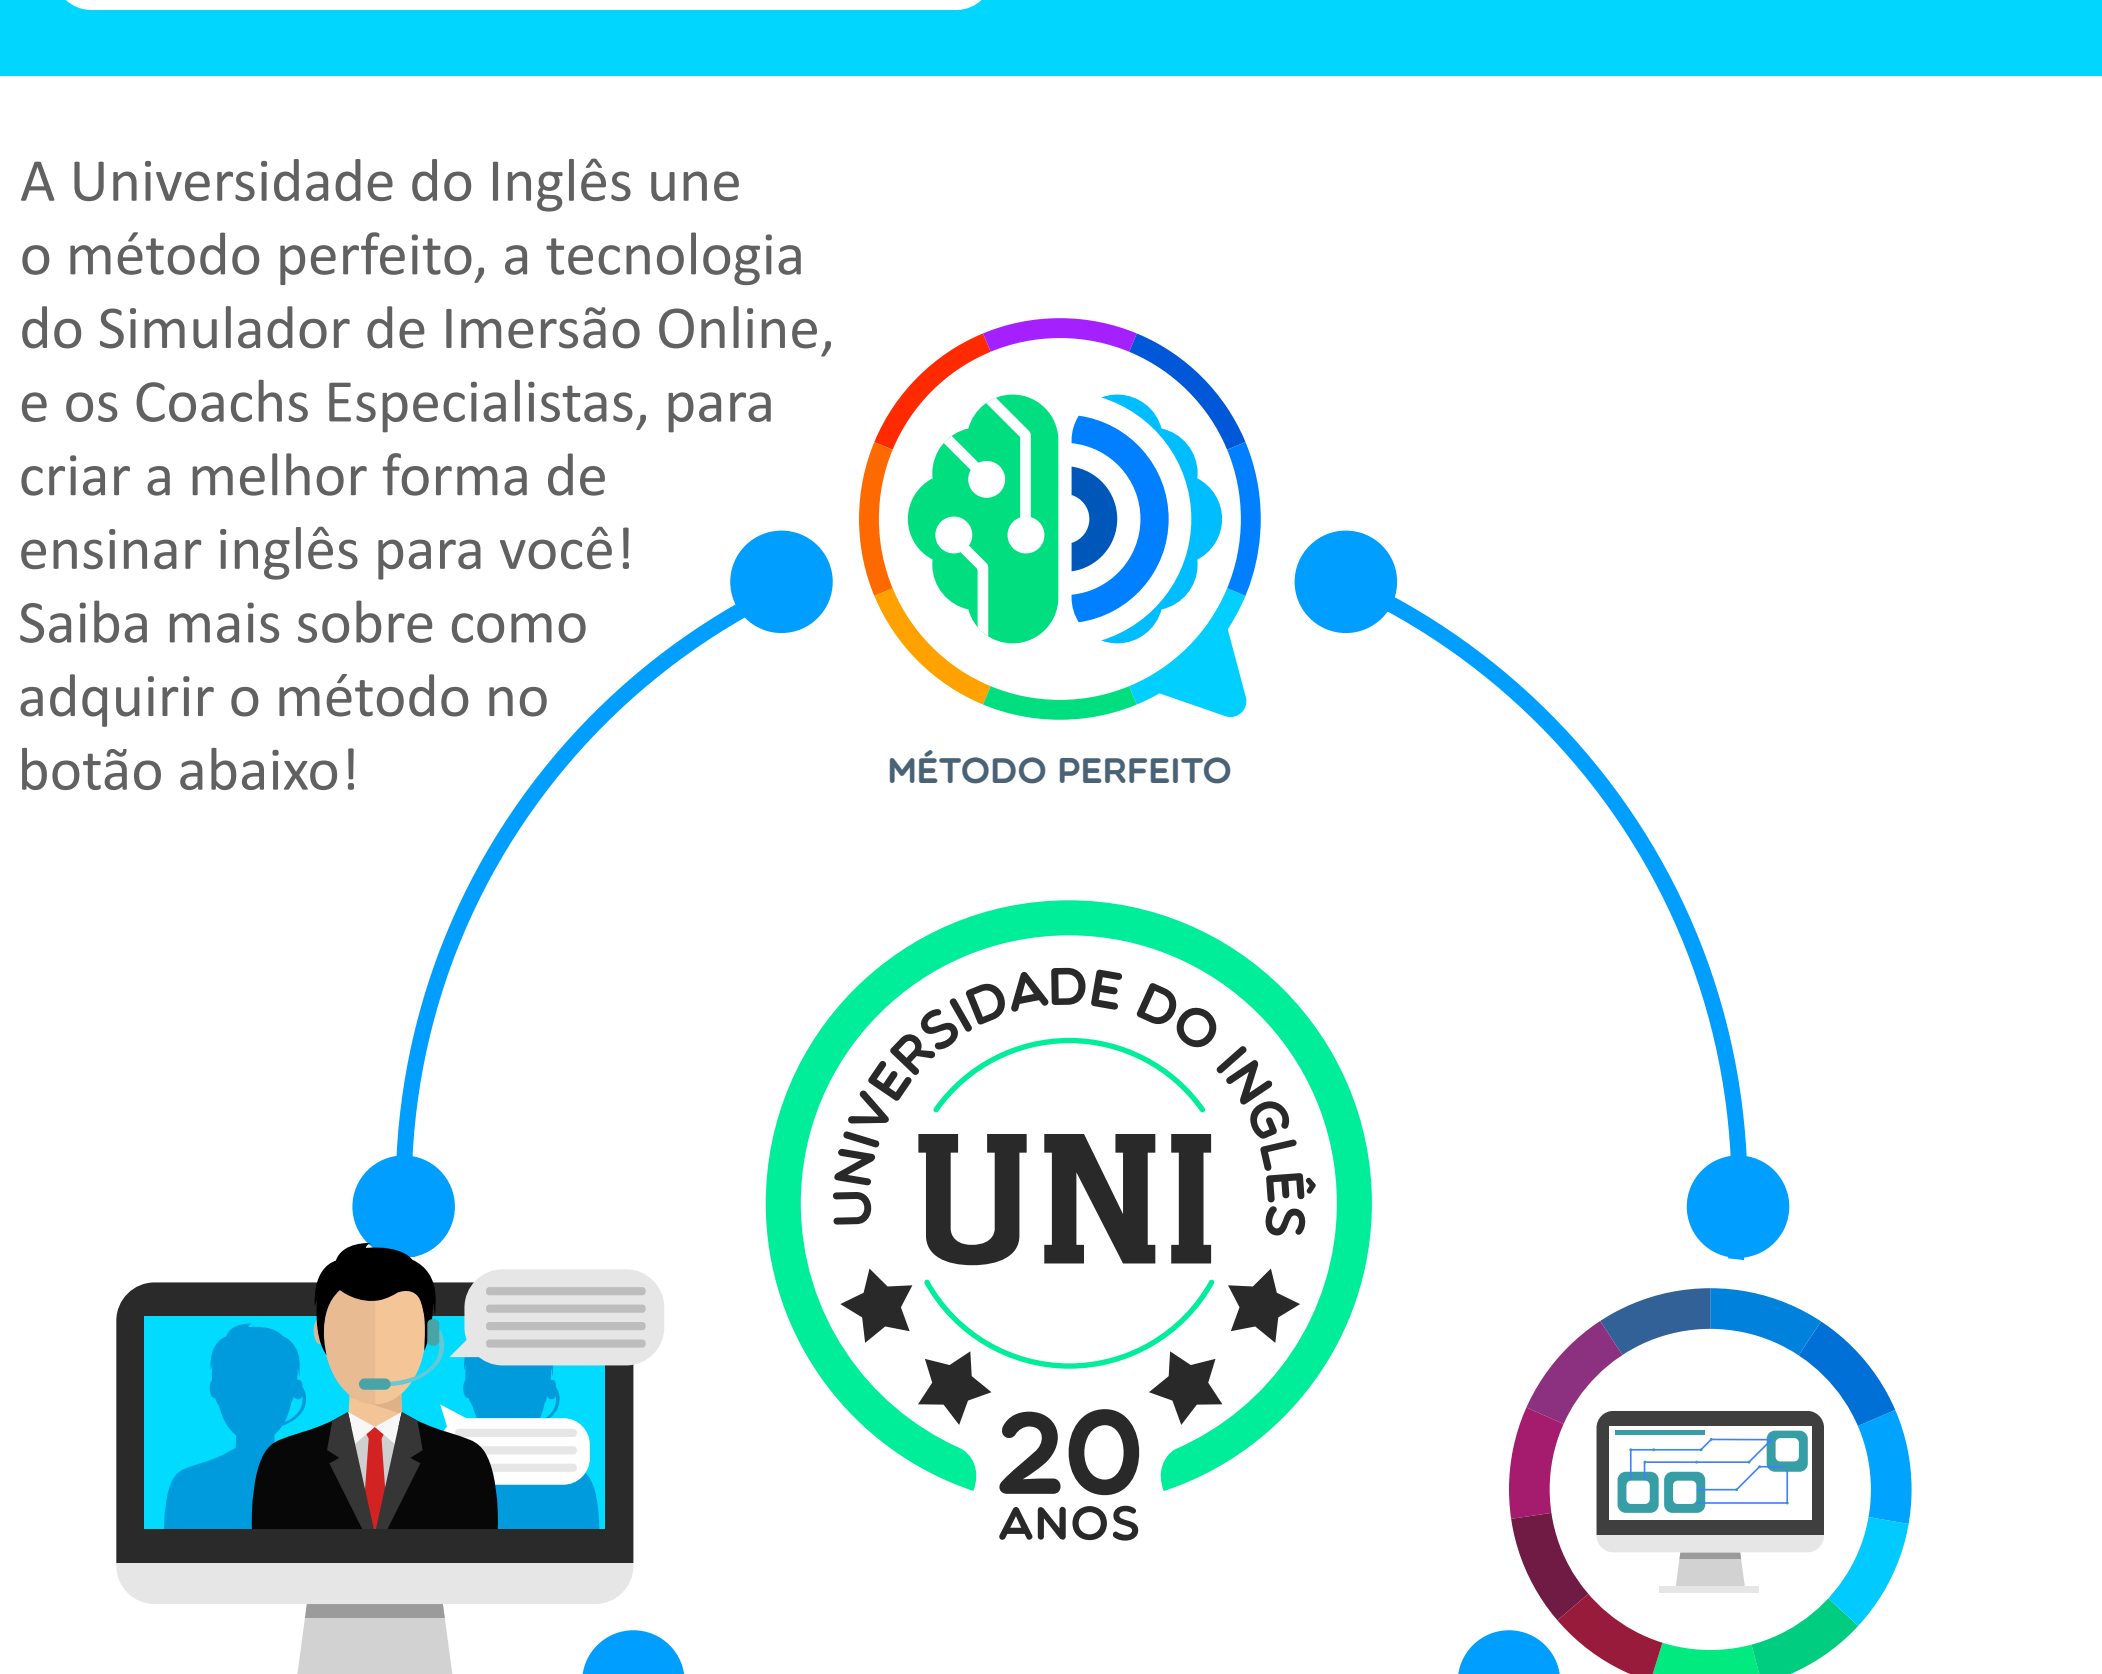 A Universidade do Inglês une
o método perfeito, a tecnologia
do Simulador de Imersão Online,
e os Coachs Especialistas, para
criar a melhor forma de
ensinar inglês para você!
Saiba mais sobre como
adquirir o método no
botão abaixo!
MÉTODO PERFEITO
UNIVERSIDADE DO INGLÊS
UNI
20
ANOS